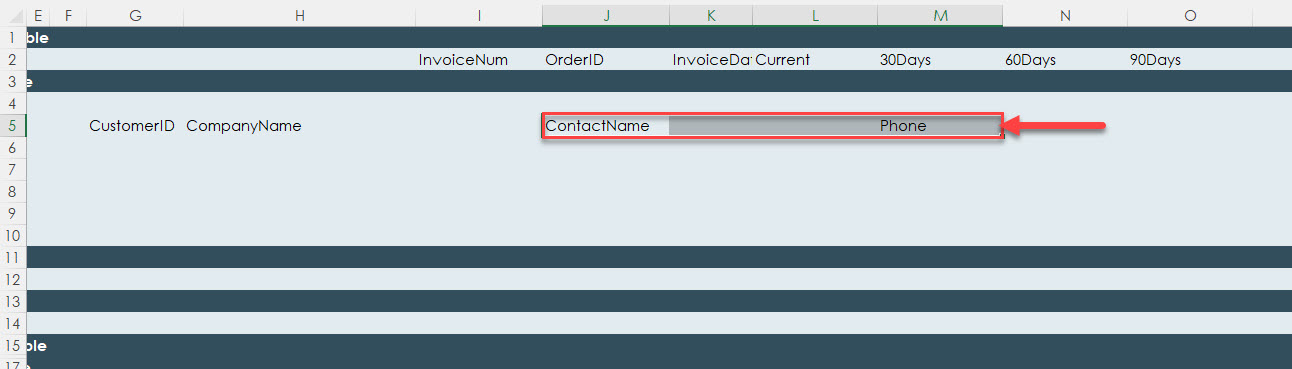 E F G H I J K L M N O
1 ble
2 InvoiceNum OrderID InvoiceDa Current 30Days 60Days 90Days
3 e
4
5 CustomerID CompanyName ContactName Phone
6
7
8
9
10
11
12
13
14
15 ble
17